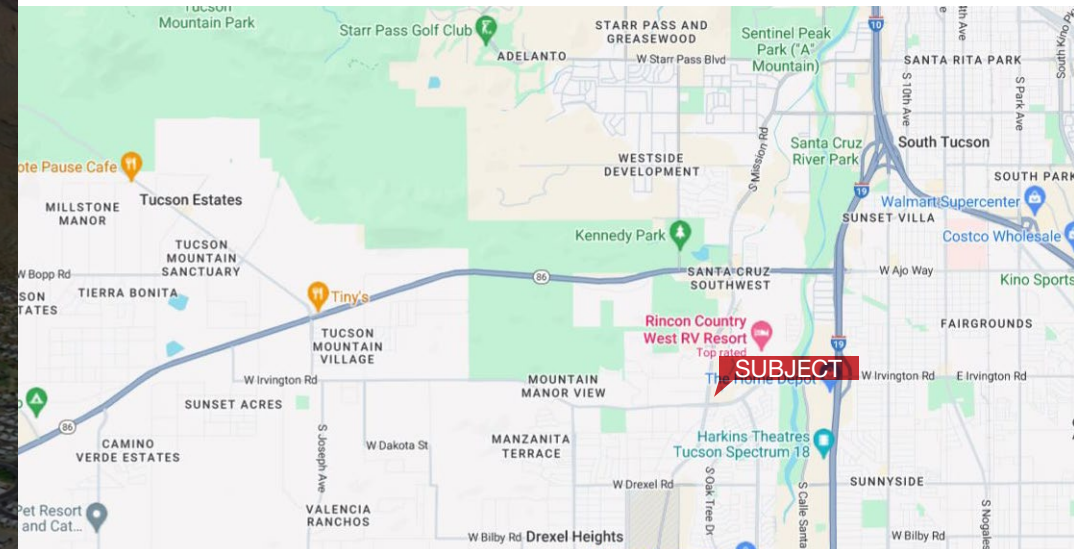 Tucson
Mountain Park
Starr Pass Golf Club
ADELANTO
STARR PASS AND
GREASEWOOD
W Starr Pass Blvd
Sentinel Peak
Park ("A"
Mountain)
10
SANTA RITA PARK
S 10th Ave
4th Ave
S Park Ave
South Kino
ote Pause Cafe
MILLSTONE
MANOR
Tucson Estates
WESTSIDE
DEVELOPMENT
S Mission Rd
Santa Cruz
River Park
South Tucson
19
SOUTH PARK
Walmart Supercenter
SUNSET VILLA
Costco Wholesale
TUCSON
MOUNTAIN
SANCTUARY
Kennedy Park
W Bopp Rd
SON
TATES
TIERRA BONITA
Tiny's
86
SANTA CRUZ
SOUTHWEST
W Ajo Way
Kino Sports
TUCSON
MOUNTAIN
VILLAGE
Rincon Country
West RV Resort
Top rated
19
FAIRGROUNDS
SUBJECT
The Home Depot
W Irvington Rd
MOUNTAIN
MANOR VIEW
W Irvington Rd
E Irvington Rd
SUNSET ACRES
86
CAMINO
VERDE ESTATES
S Joseph Ave
W Dakota St
MANZANITA
TERRACE
Harkins Theatres
Tucson Spectrum 18
W Drexel Rd
S Oak Tree Dr
S Calle Santa
SUNNYSIDE
S Nogales
Pet Resort
and Cat...
VALENCIA
RANCHOS
W Bilby Rd
Drexel Heights
W Bilby Rd